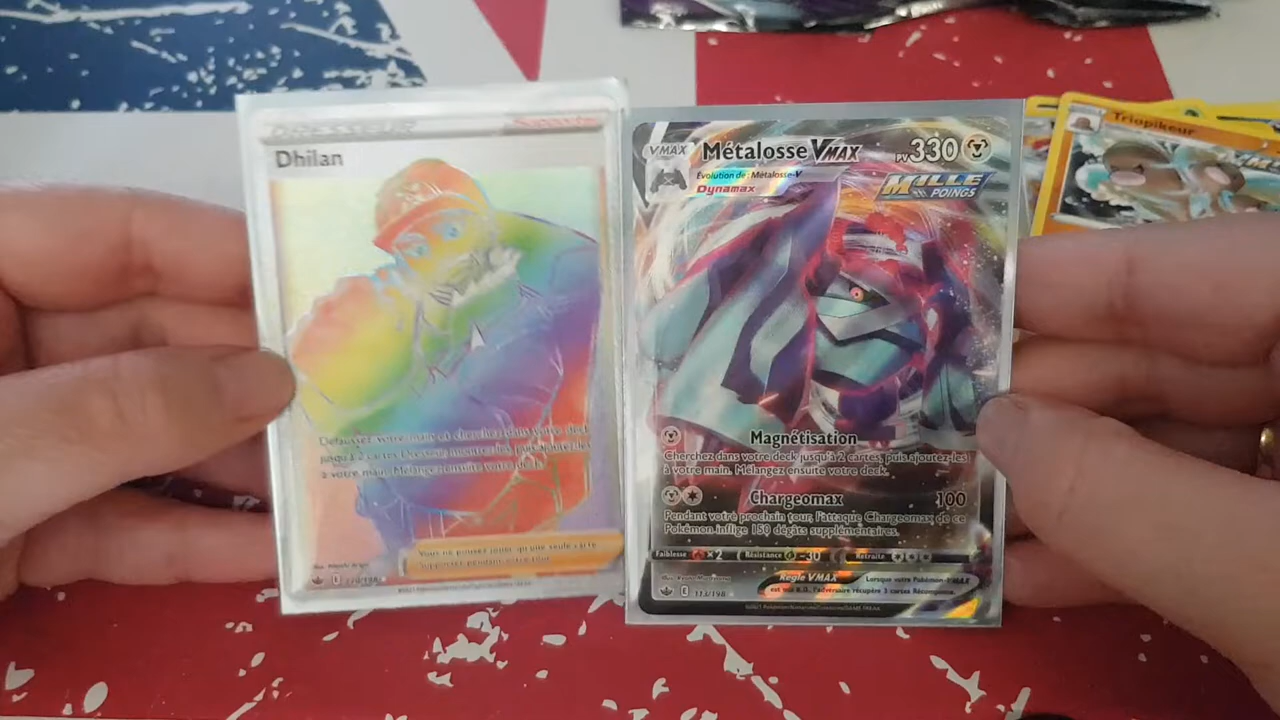 DRESSEUR
Dhilan
Défaussez votre main et cherchez dans votre deck
jusqu'à 2 cartes Dresseur, montrez-les, puis ajoutez-les
à votre main. Mélangez ensuite votre deck.
Vous ne pouvez jouer qu'une seule carte
Supporter pendant votre tour.
VMAX
Métalosse VMAX
PV 330
Évolution de : Métalosse-V
Dynamax
MILLE
POINGS
Magnétisation
Cherchez dans votre deck jusqu'à 2 cartes, puis ajoutez-les
à votre main. Mélangez ensuite votre deck.
Chargeomax 100
Pendant votre prochain tour, l'attaque Chargeomax de ce
Pokémon inflige 150 dégâts supplémentaires.
Faiblesse ×2 Résistance -30 Retraite
Règle VMAX
Lorsque votre Pokémon-VMAX
est mis K.O., l'adversaire récupère 3 cartes Récompense.
E 113/198
Triopikeur